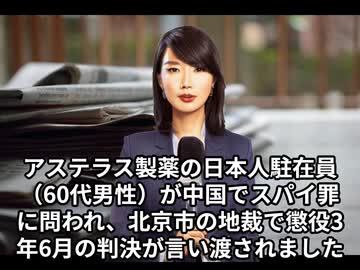 アステラス製薬の日本人駐在員
（60代男性）が中国でスパイ罪
に問われ、北京市の地裁で懲役3
年6月の判決が言い渡されました